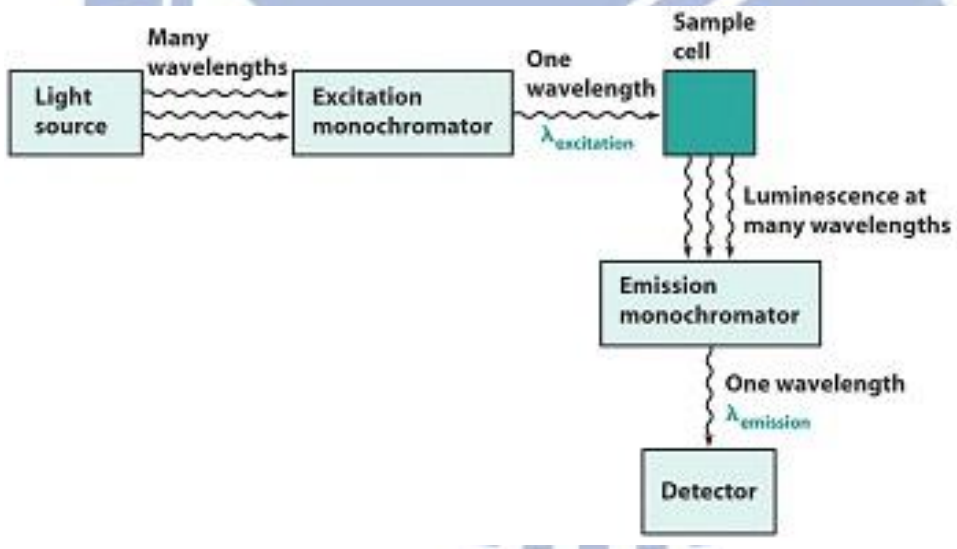 Many
wavelengths
Light
source
Excitation
monochromator
One
wavelength
λexcitation
Sample
cell
Luminescence at
many wavelengths
Emission
monochromator
One wavelength
λemission
Detector